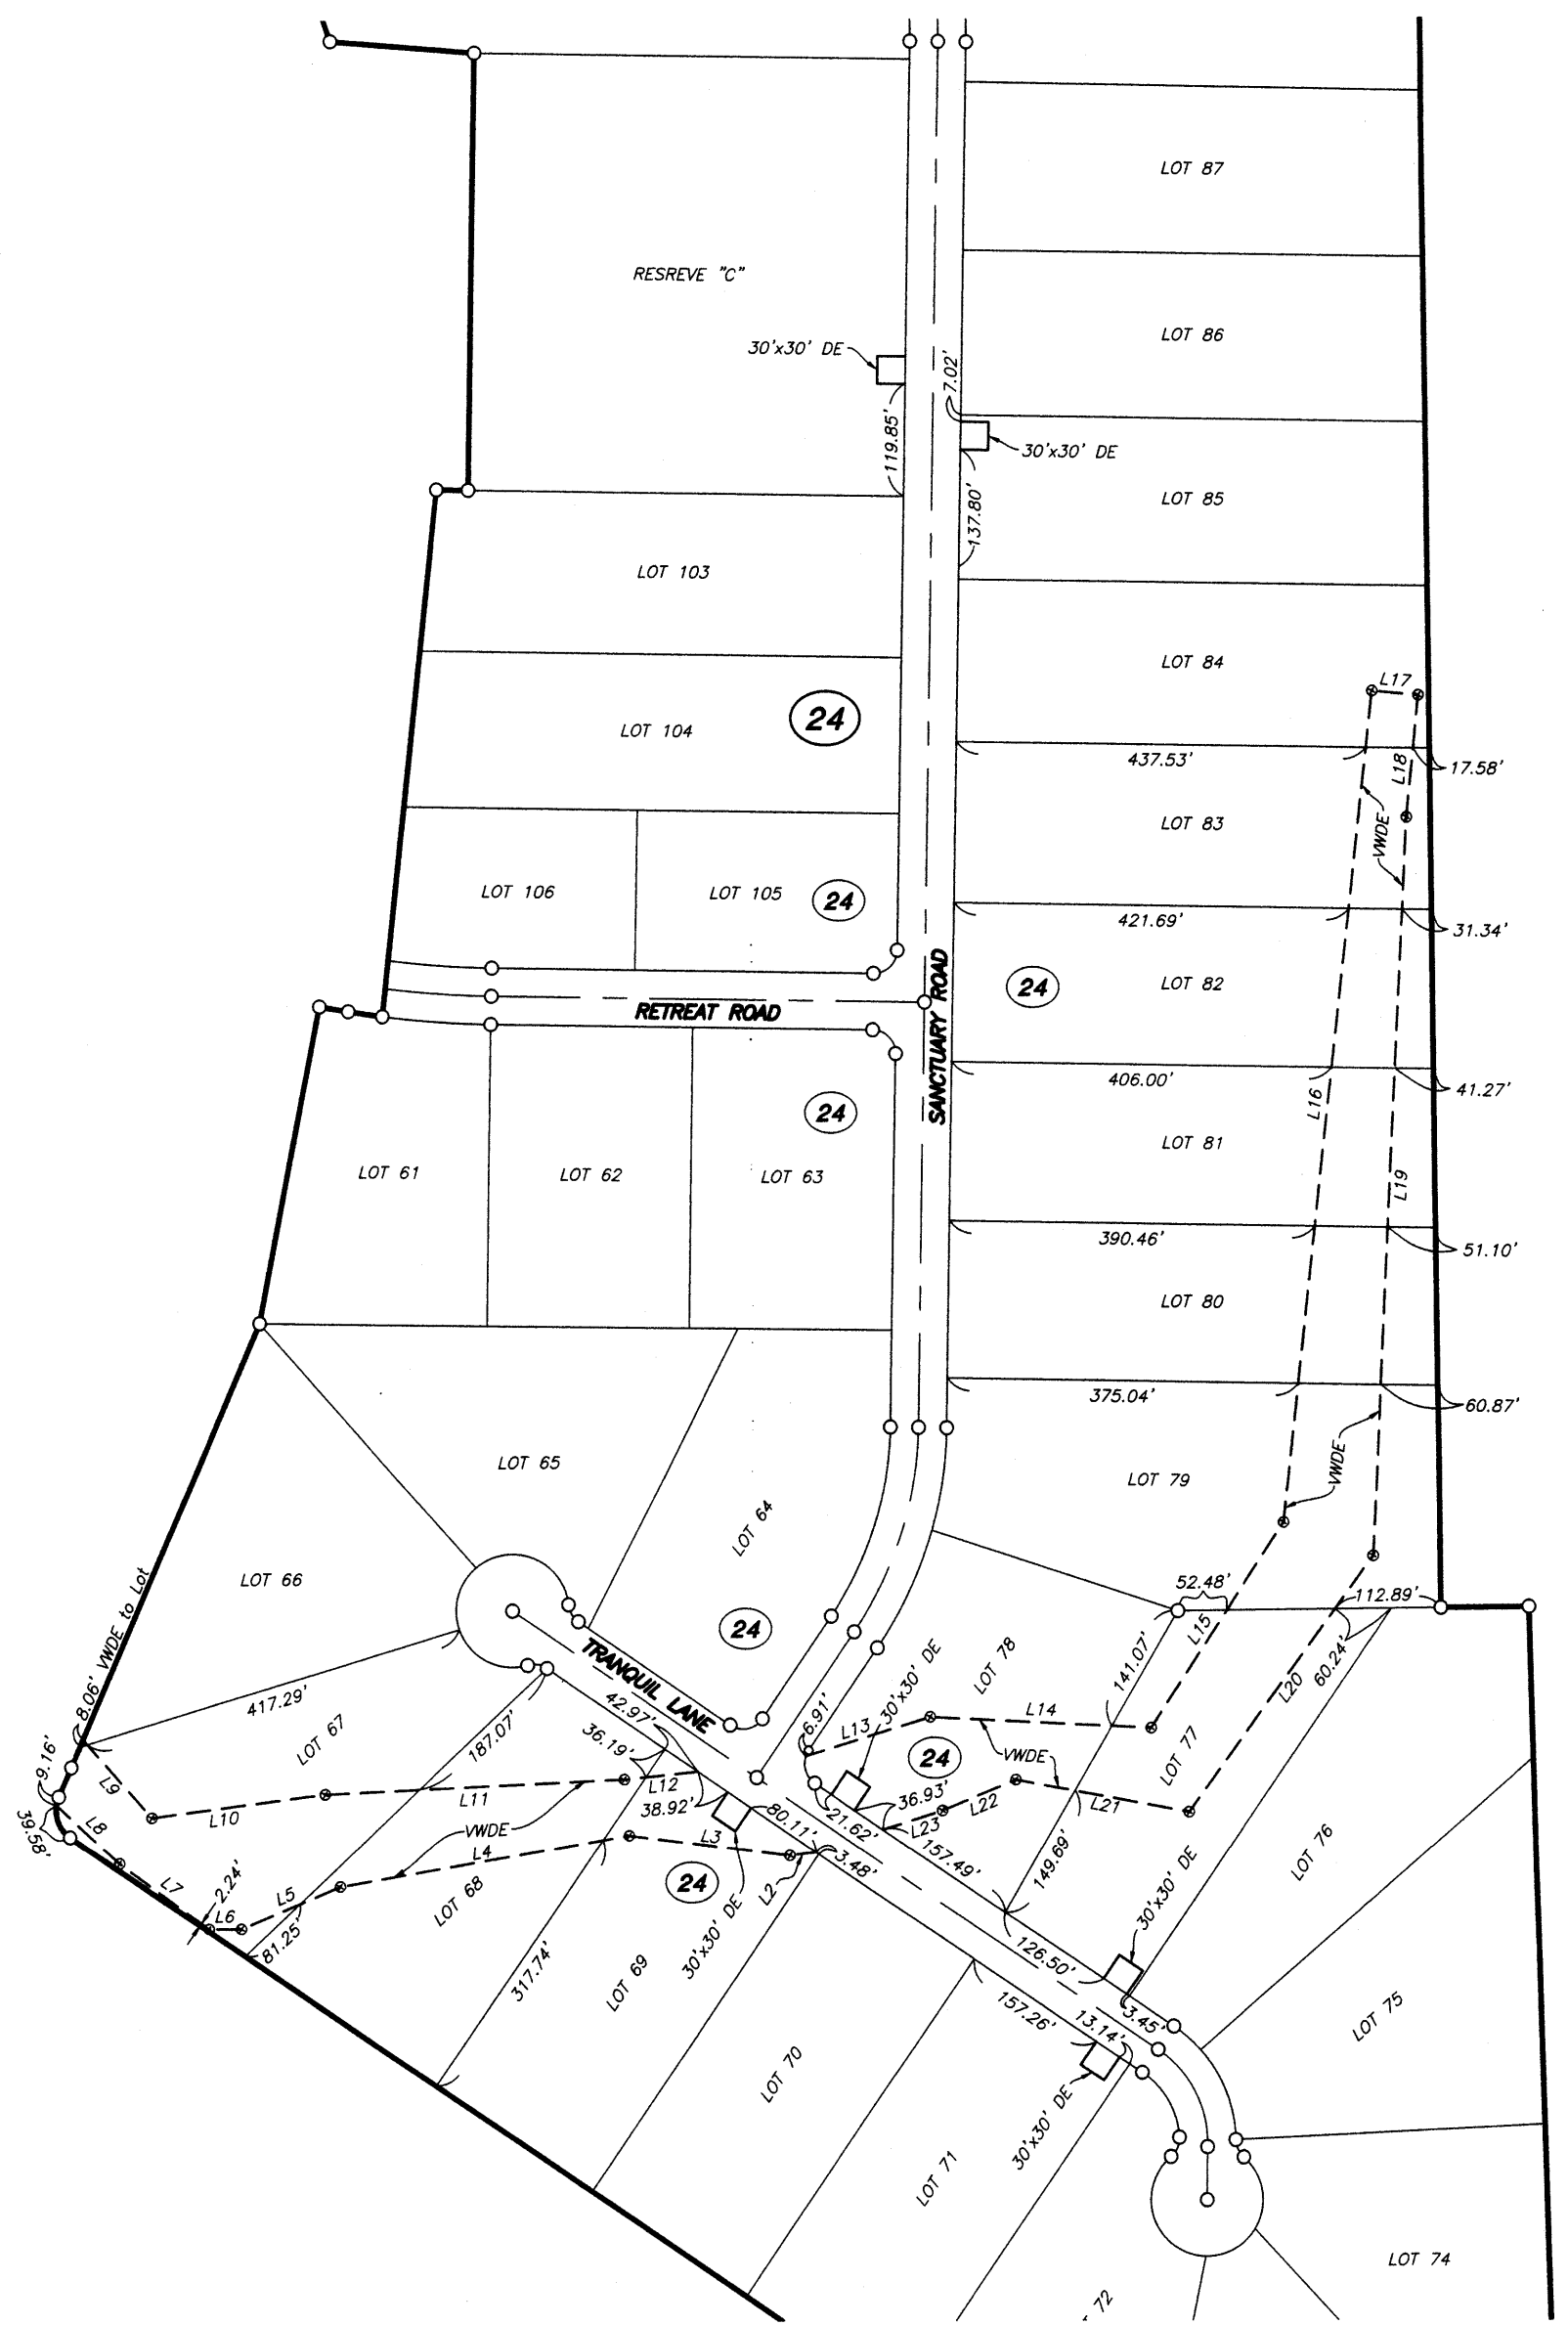 LOT 87
RESREVE "C"
LOT 86
30'x30' DE
7.02'
119.85'
30'x30' DE
LOT 85
137.80'
LOT 103
LOT 84
L17
24
LOT 104
437.53'
L18
17.58'
LOT 83
VWDE
LOT 106
LOT 105
24
421.69'
31.34'
SANCTUARY ROAD
24
LOT 82
RETREAT ROAD
406.00'
41.27'
24
L16
LOT 81
LOT 61
LOT 62
LOT 63
L19
390.46'
51.10'
LOT 80
375.04'
60.87'
LOT 65
VWDE
LOT 79
LOT 64
LOT 66
52.48'
112.89'
8.06' VWDE to Lot
24
TRANQUIL LANE
30'x30' DE
LOT 78
141.07'
L15
60.24'
L20
417.29'
LOT 67
187.07'
42.97'
36.19'
6.91'
L13
L14
9.16'
L9
24
VWDE
LOT 77
L12
L10
L11
38.92'
36.93'
L22
L21
39.58'
L8
VWDE
80.11'
21.62'
L23
L4
L3
3.48'
157.49'
149.69'
LOT 76
L7
2.24'
L5
LOT 68
24
L2
30'x30' DE
L6
81.25'
30'x30' DE
126.50'
317.74'
LOT 69
157.26'
13.14'
3.45'
LOT 75
LOT 70
30'x30' DE
LOT 71
LOT 74
72